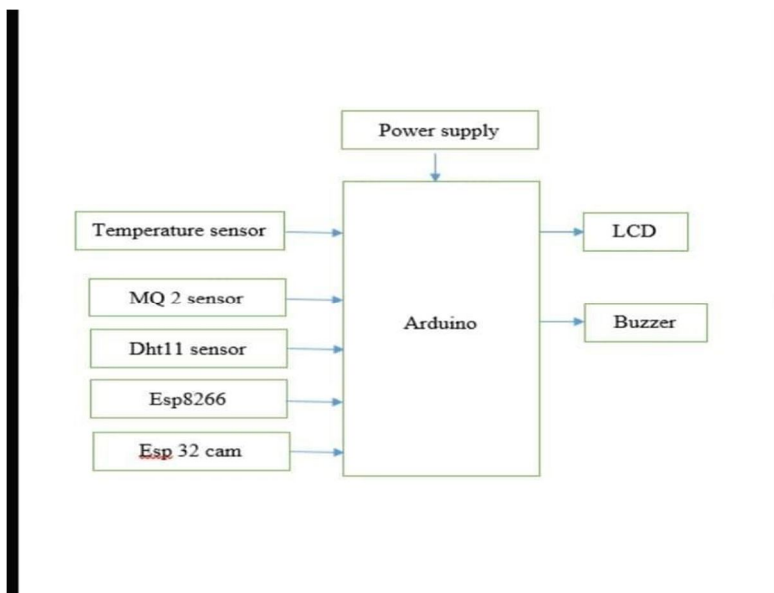 Power supply
Temperature sensor
LCD
MQ 2 sensor
Arduino
Buzzer
Dht11 sensor
Esp8266
Esp 32 cam